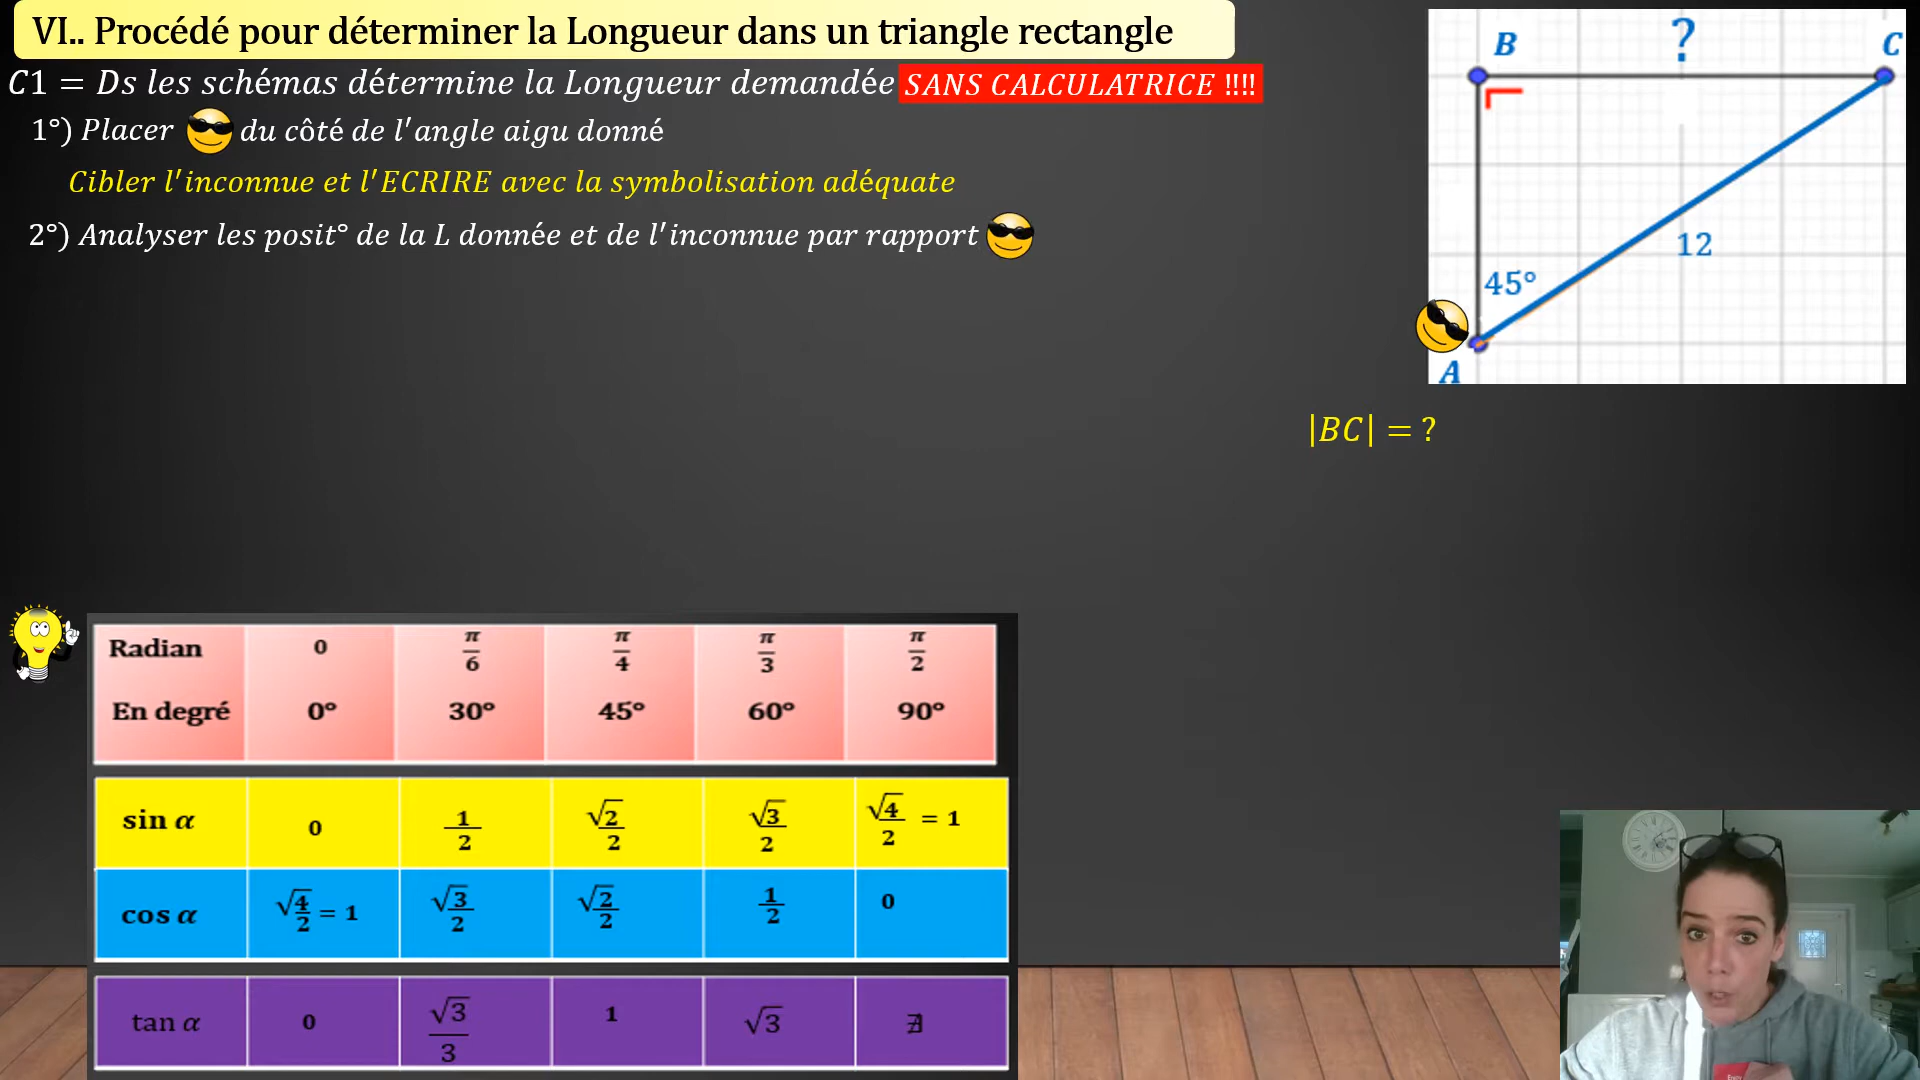 VI.. Procédé pour déterminer la Longueur dans un triangle rectangle
C1 = Ds les schémas détermine la Longueur demandée SANS CALCULATRICE !!!!
1°) Placer du côté de l'angle aigu donné
Cibler l'inconnue et l'ECRIRE avec la symbolisation adéquate
2°) Analyser les posit° de la L donnée et de l'inconnue par rapport
B ? C
12
45°
A
|BC| = ?
Radian 0 π/6 π/4 π/3 π/2
En degré 0° 30° 45° 60° 90°
sin α 0 1/2 √2/2 √3/2 √4/2 = 1
cos α √4/2 = 1 √3/2 √2/2 1/2 0
tan α 0 √3/3 1 √3 ∄